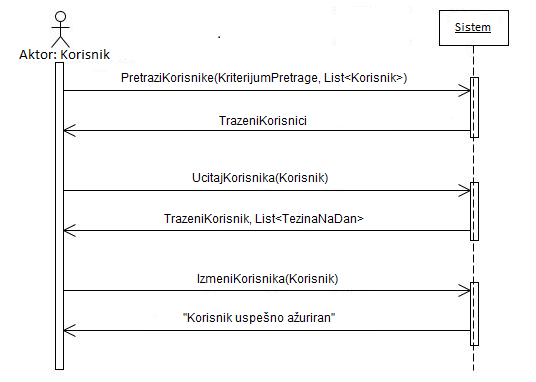 Sistem
Aktor: Korisnik
PretraziKorisnike(KriterijumPretrage, List<Korisnik>)
TrazeniKorisnici
UcitajKorisnika(Korisnik)
TrazeniKorisnik, List<TezinaNaDan>
IzmeniKorisnika(Korisnik)
"Korisnik uspešno ažuriran"